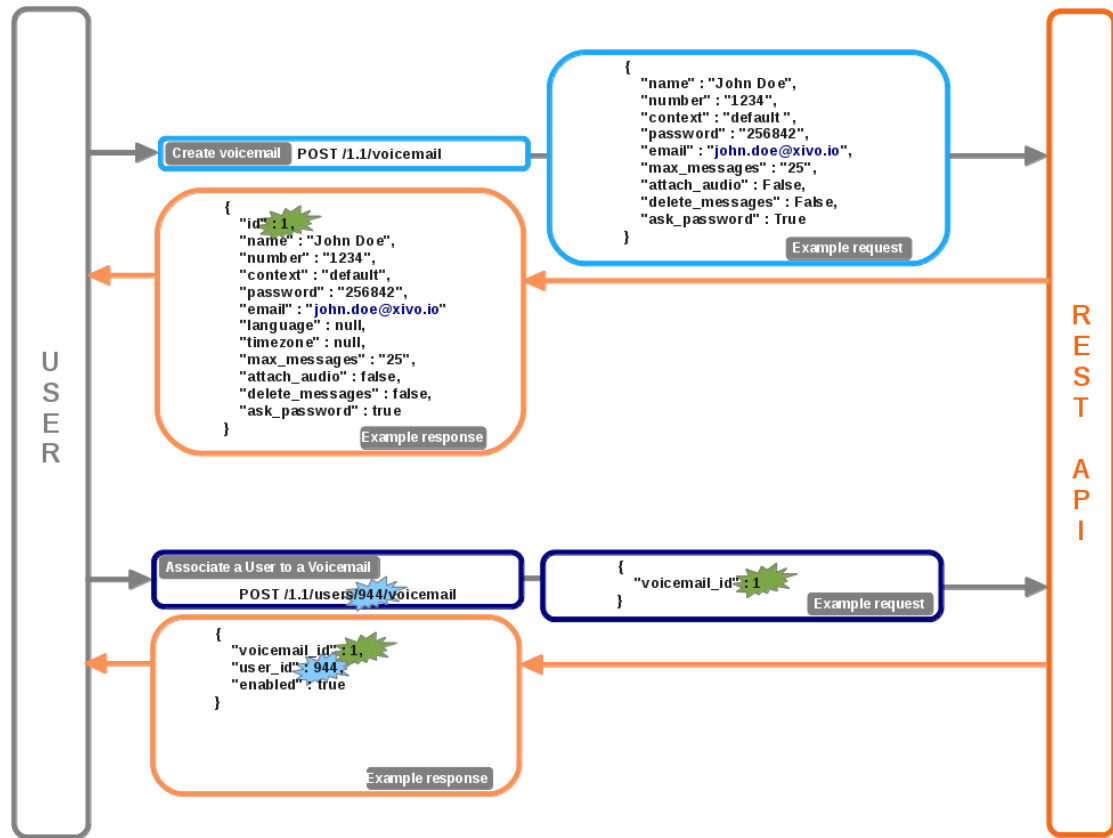 USER
Create voicemail POST /1.1/voicemail
{
"name" : "John Doe",
"number" : "1234",
"context" : "default ",
"password" : "256842",
"email" : "john.doe@xivo.io",
"max_messages" : "25",
"attach_audio" : False,
"delete_messages" : False,
"ask_password" : True
}
Example request
{
"id" : 1,
"name" : "John Doe",
"number" : "1234",
"context" : "default",
"password" : "256842",
"email" : "john.doe@xivo.io"
"language" : null,
"timezone" : null,
"max_messages" : "25",
"attach_audio" : false,
"delete_messages" : false,
"ask_password" : true
}
Example response
REST API
Associate a User to a Voicemail
POST /1.1/users/944/voicemail
{
"voicemail_id" : 1
}
Example request
{
"voicemail_id" : 1,
"user_id" : 944,
"enabled" : true
}
Example response